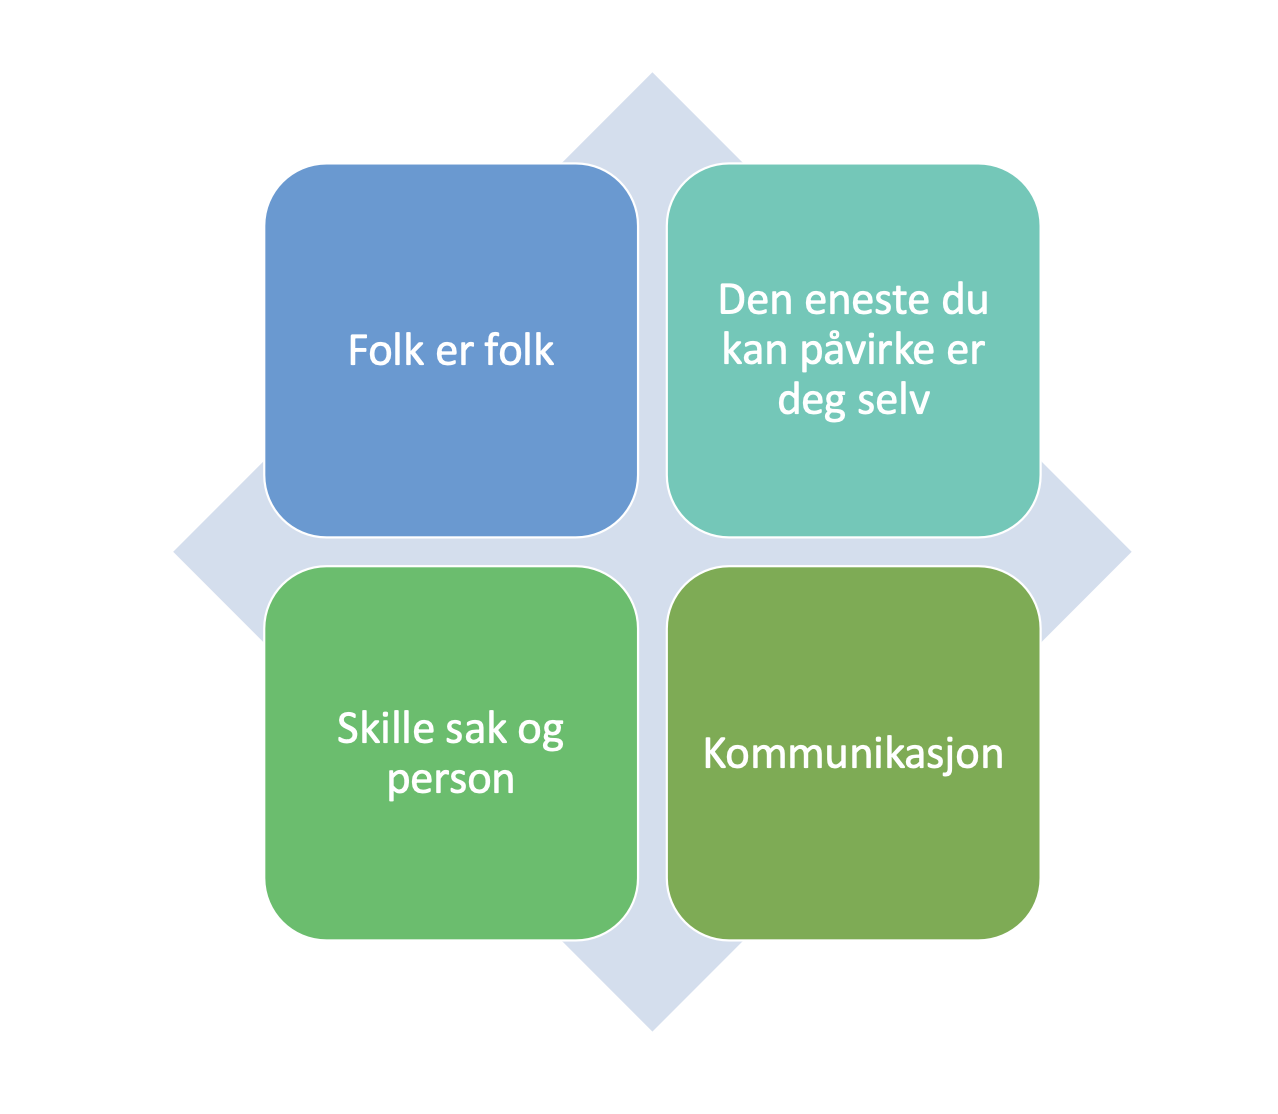 Folk er folk
Den eneste du
kan påvirke er
deg selv
Skille sak og
person
Kommunikasjon